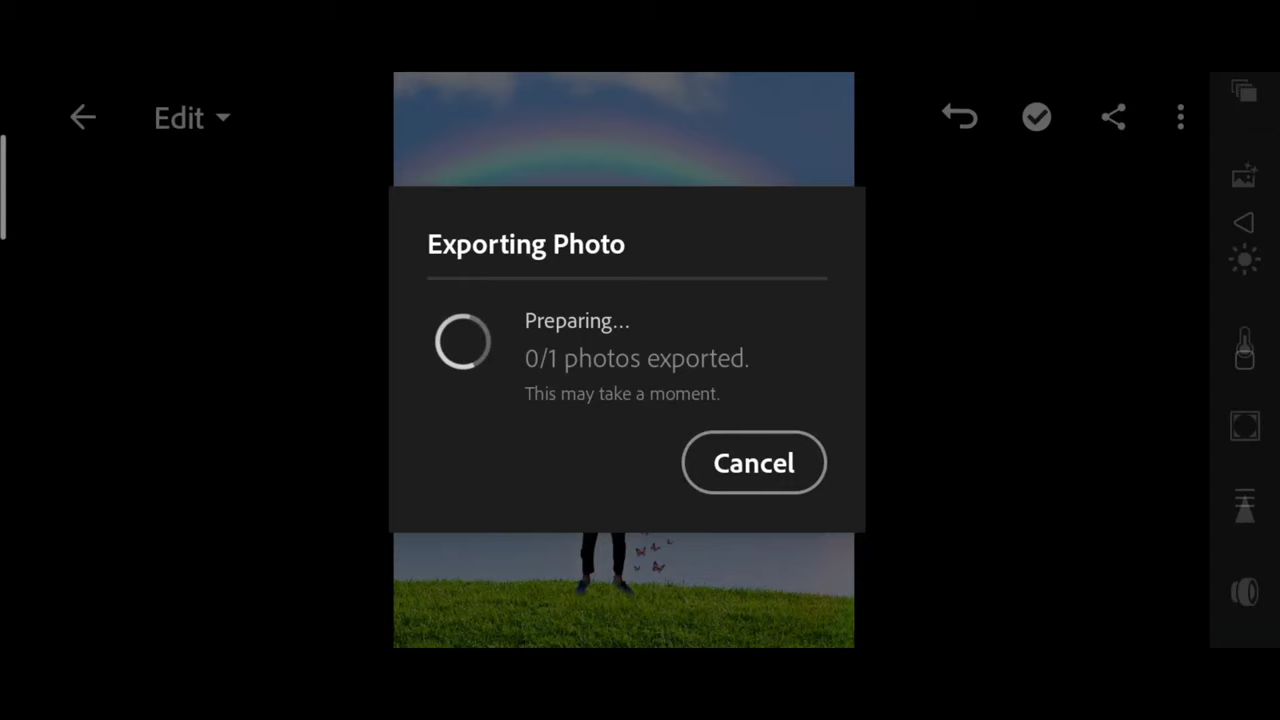 Edit
Exporting Photo
Preparing...
0/1 photos exported.
This may take a moment.
Cancel